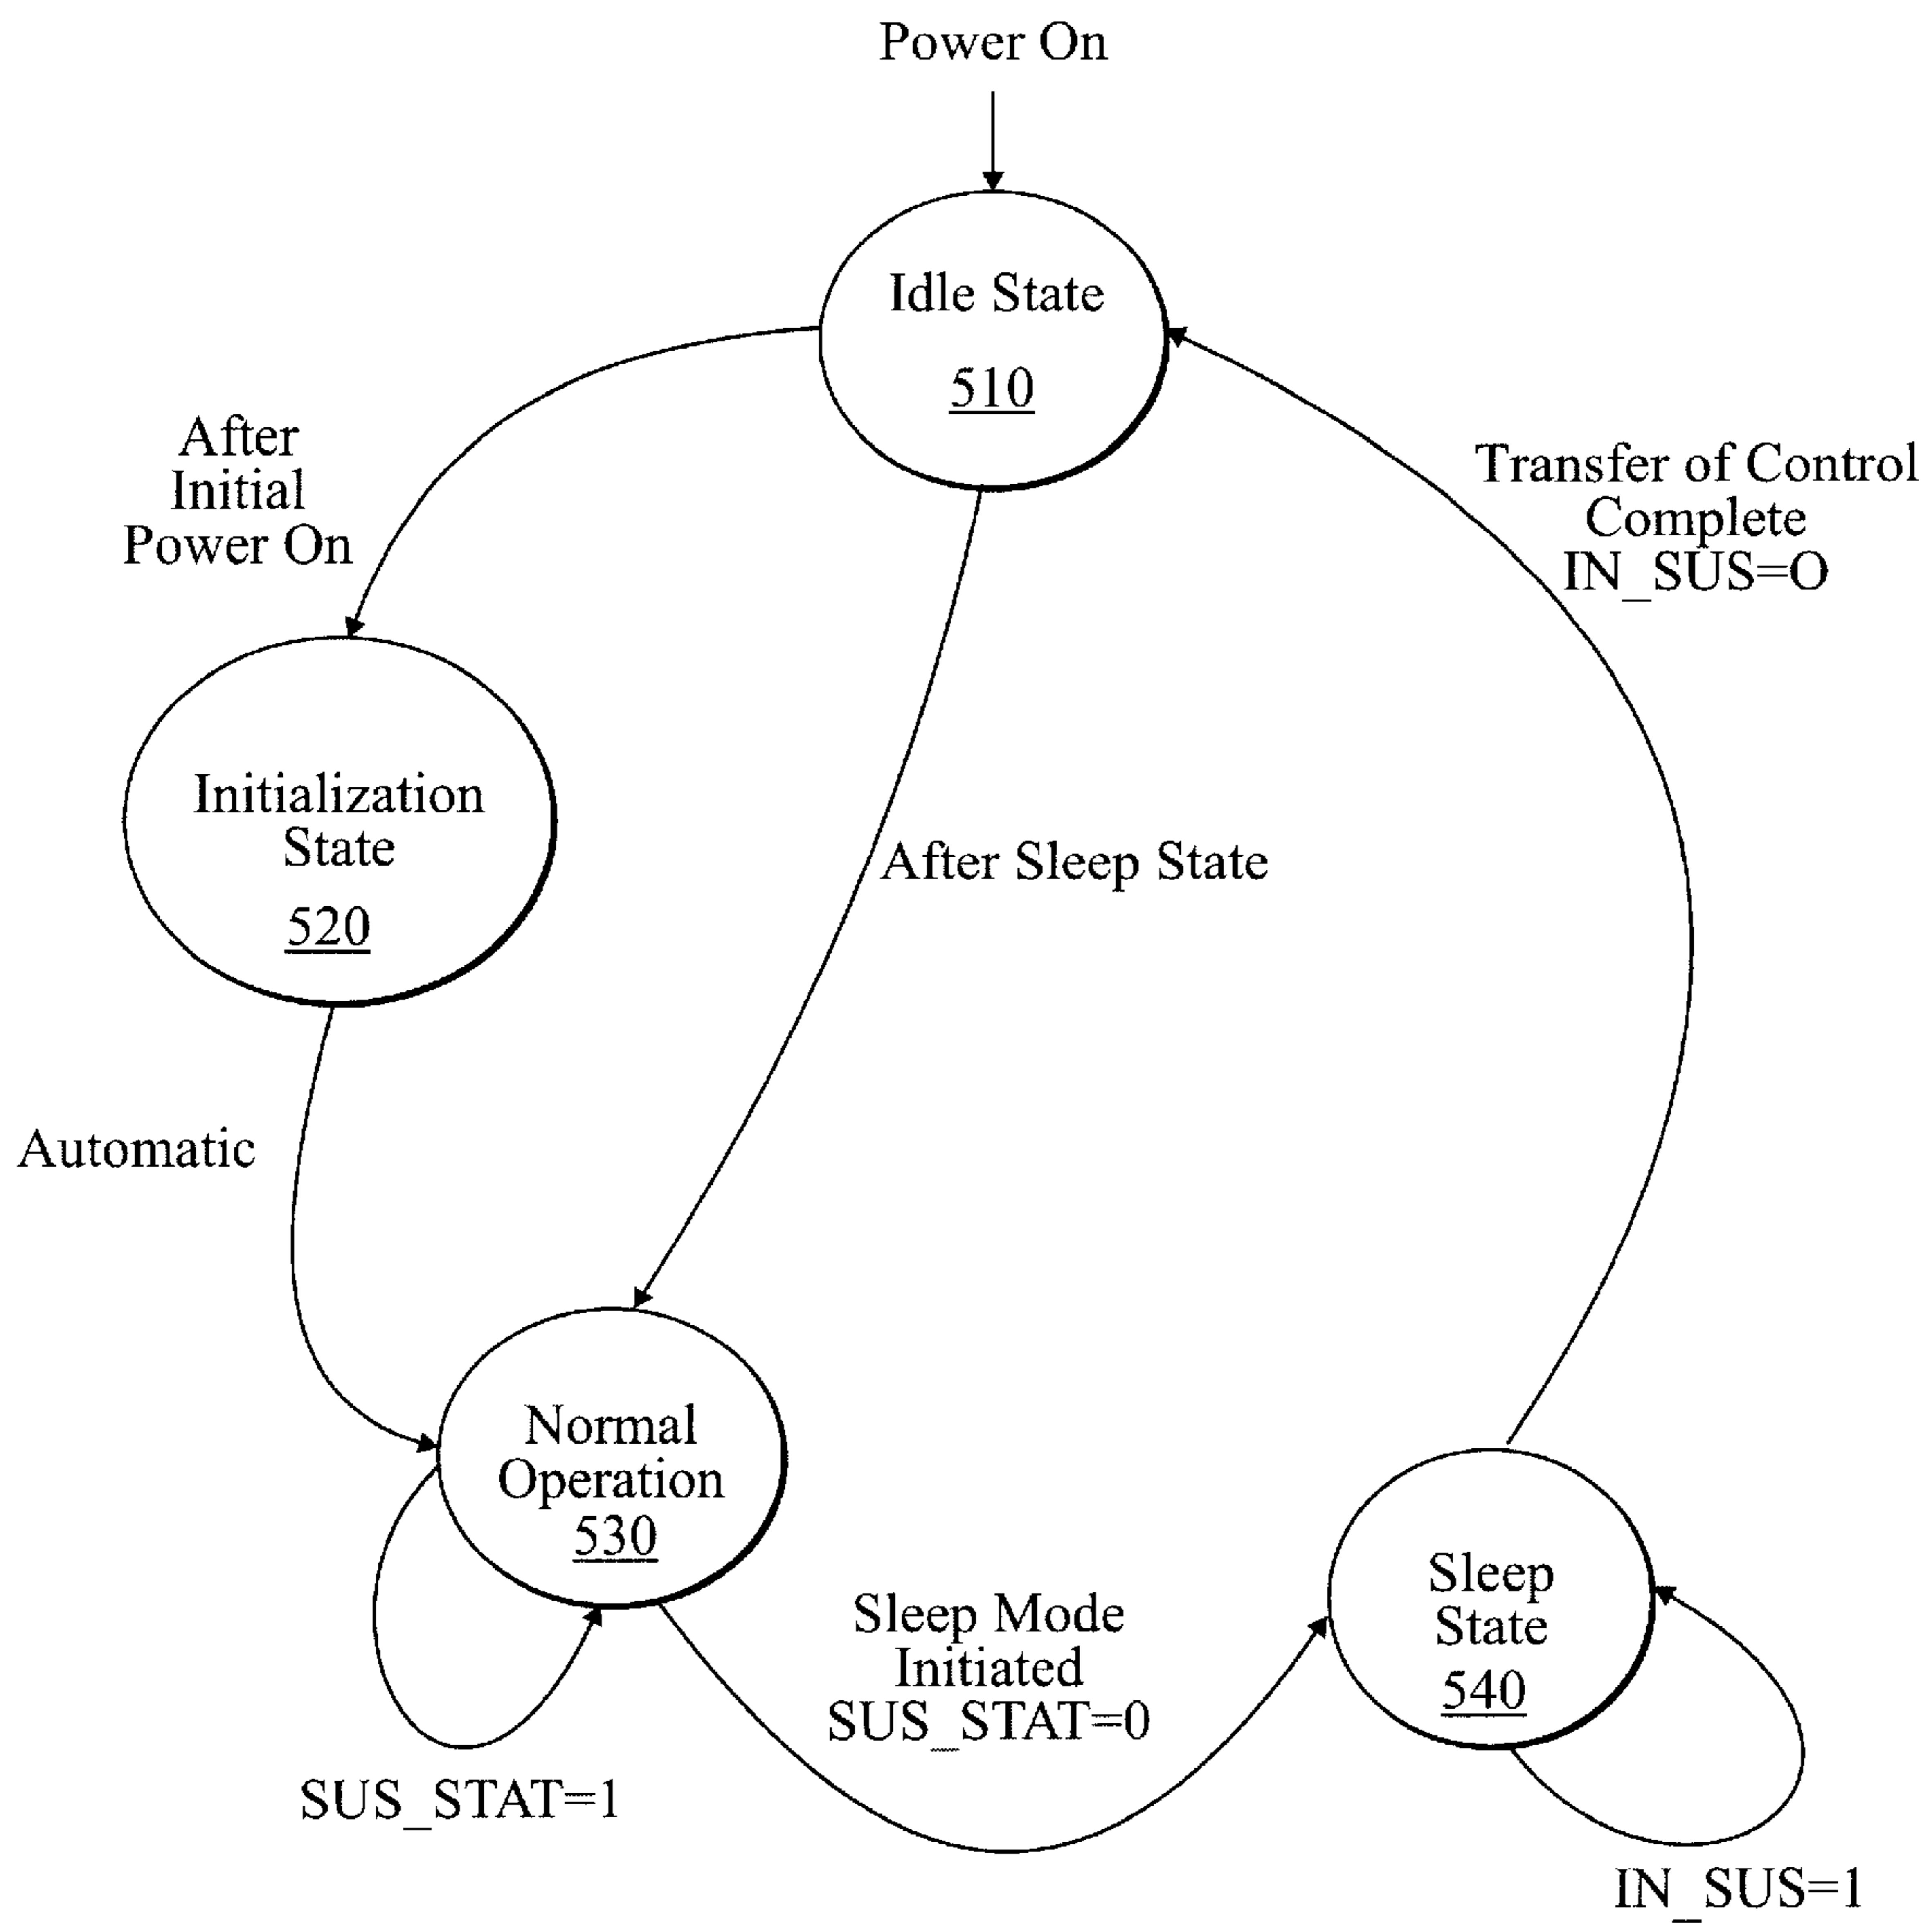 Power On
Idle State
510
After
Initial
Power On
Transfer of Control
Complete
IN_SUS=O
Initialization
State
520
After Sleep State
Automatic
Normal
Operation
530
Sleep Mode
Initiated
SUS_STAT=0
Sleep
State
540
SUS_STAT=1
IN_SUS=1